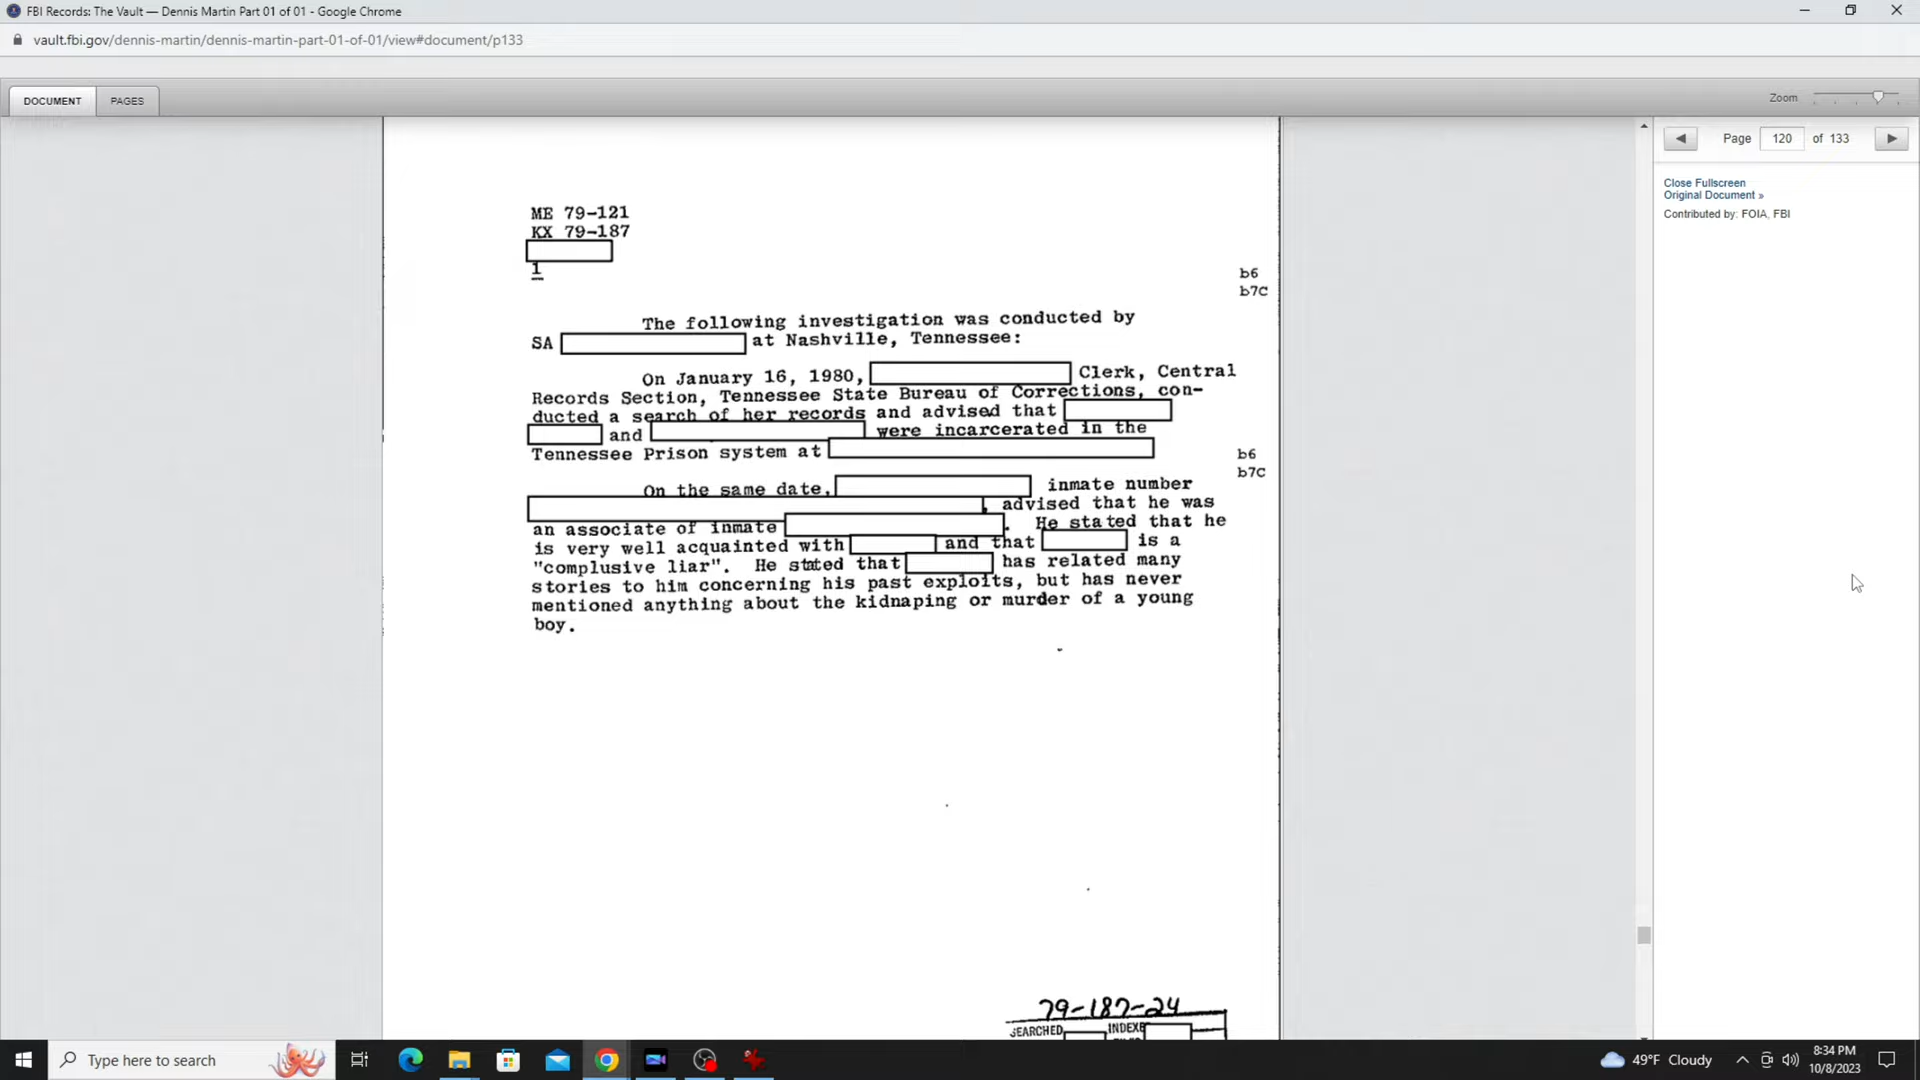 FBI Records: The Vault — Dennis Martin Part 01 of 01 - Google Chrome
vault.fbi.gov/dennis-martin/dennis-martin-part-01-of-01/view#document/p133
DOCUMENT PAGES
Zoom
Page 120 of 133
Close Fullscreen
Original Document »
Contributed by: FOIA, FBI
ME 79-121
KX 79-187
1
b6
b7C
The following investigation was conducted by
SA at Nashville, Tennessee:
On January 16, 1980, Clerk, Central
Records Section, Tennessee State Bureau of Corrections, con-
ducted a search of her records and advised that
and were incarcerated in the
Tennessee Prison system at
b6
b7C
On the same date, inmate number
, advised that he was
an associate of inmate . He stated that he
is very well acquainted with and that is a
"complusive liar". He stated that has related many
stories to him concerning his past exploits, but has never
mentioned anything about the kidnaping or murder of a young
boy.
79-187-24
SEARCHED INDEXE
Type here to search
49°F Cloudy
8:34 PM
10/8/2023